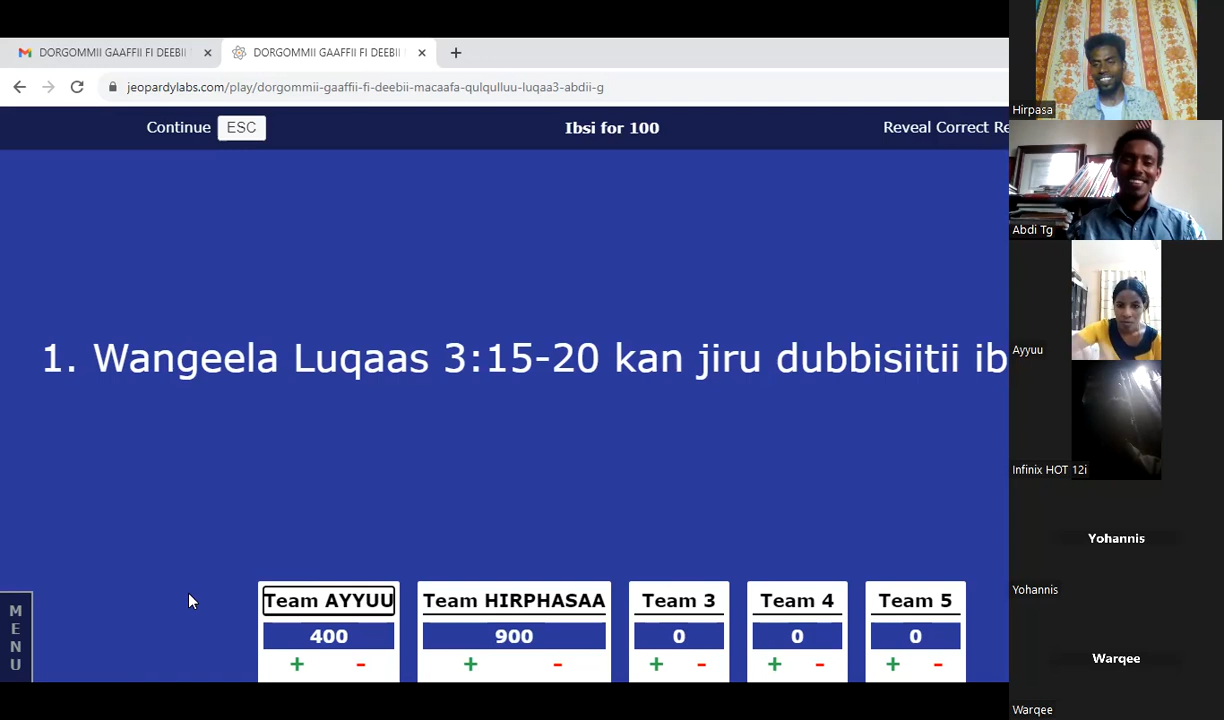 DORGOMMII GAAFFII FI DEEBII
DORGOMMII GAAFFII FI DEEBII
jeopardylabs.com/play/dorgommii-gaaffii-fi-deebii-macaafa-qulqulluu-luqaa3-abdii-g
Continue ESC
Ibsi for 100
Reveal Correct Re
1. Wangeela Luqaas 3:15-20 kan jiru dubbisiitii ib
MENU
Team AYYUU
400
+ -
Team HIRPHASAA
900
+ -
Team 3
0
+ -
Team 4
0
+ -
Team 5
0
+ -
Hirpasa
Abdi Tg
Ayyuu
Infinix HOT 12i
Yohannis
Yohannis
Warqee
Warqee